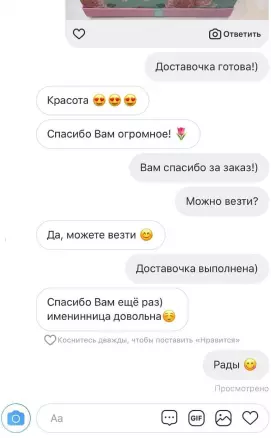 Ответить
Доставочка готова!)
Красота 😍😍😍
Спасибо Вам огромное! 🌷
Вам спасибо за заказ!)
Можно везти?
Да, можете везти 😊
Доставочка выполнена)
Спасибо Вам ещё раз)
именинница довольна😌
Коснитесь дважды, чтобы поставить «Нравится»
Рады 😋
Просмотрено
Aa
GIF